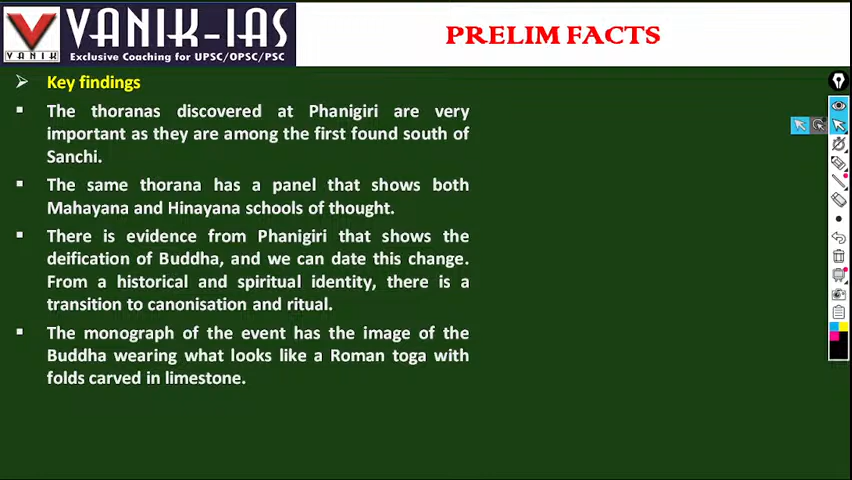 VANIK-IAS
VANIK
Exclusive Coaching for UPSC/OPSC/PSC
PRELIM FACTS
Key findings
The thoranas discovered at Phanigiri are very
important as they are among the first found south of
Sanchi.
The same thorana has a panel that shows both
Mahayana and Hinayana schools of thought.
There is evidence from Phanigiri that shows the
deification of Buddha, and we can date this change.
From a historical and spiritual identity, there is a
transition to canonisation and ritual.
The monograph of the event has the image of the
Buddha wearing what looks like a Roman toga with
folds carved in limestone.